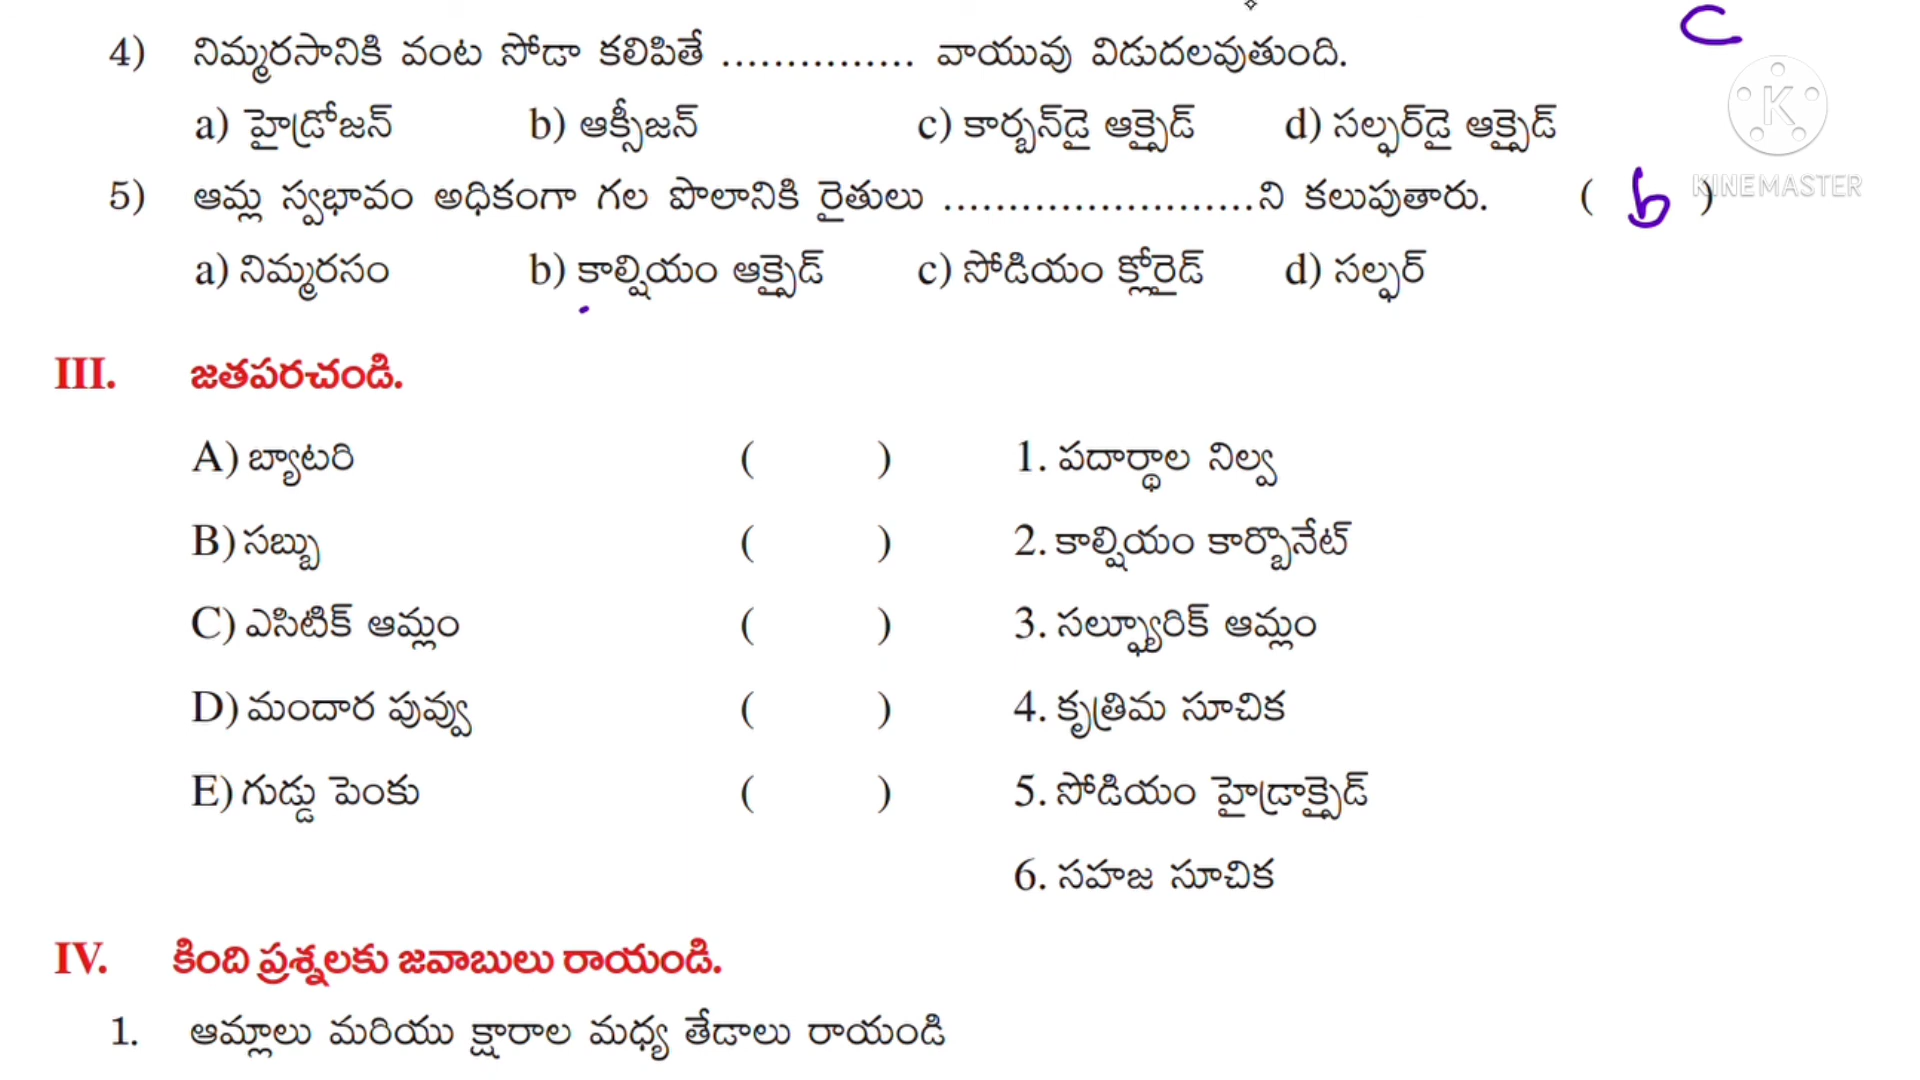 C
4) నిమ్మరసానికి వంట సోడా కలిపితే ............... వాయువు విడుదలవుతుంది.
a) హైడ్రోజన్ b) ఆక్సీజన్ c) కార్బన్‌డై ఆక్సైడ్ d) సల్ఫర్‌డై ఆక్సైడ్
K
KINEMASTER
5) ఆమ్ల స్వభావం అధికంగా గల పొలానికి రైతులు ........................ని కలుపుతారు. ( b )
a) నిమ్మరసం b) కాల్షియం ఆక్సైడ్ c) సోడియం క్లోరైడ్ d) సల్ఫర్
III. జతపరచండి.
A) బ్యాటరి ( ) 1. పదార్థాల నిల్వ
B) సబ్బు ( ) 2. కాల్షియం కార్బొనేట్
C) ఎసిటిక్ ఆమ్లం ( ) 3. సల్ఫ్యూరిక్ ఆమ్లం
D) మందార పువ్వు ( ) 4. కృత్రిమ సూచిక
E) గుడ్డు పెంకు ( ) 5. సోడియం హైడ్రాక్సైడ్
6. సహజ సూచిక
IV. కింది ప్రశ్నలకు జవాబులు రాయండి.
1. ఆమ్లాలు మరియు క్షారాల మధ్య తేడాలు రాయండి